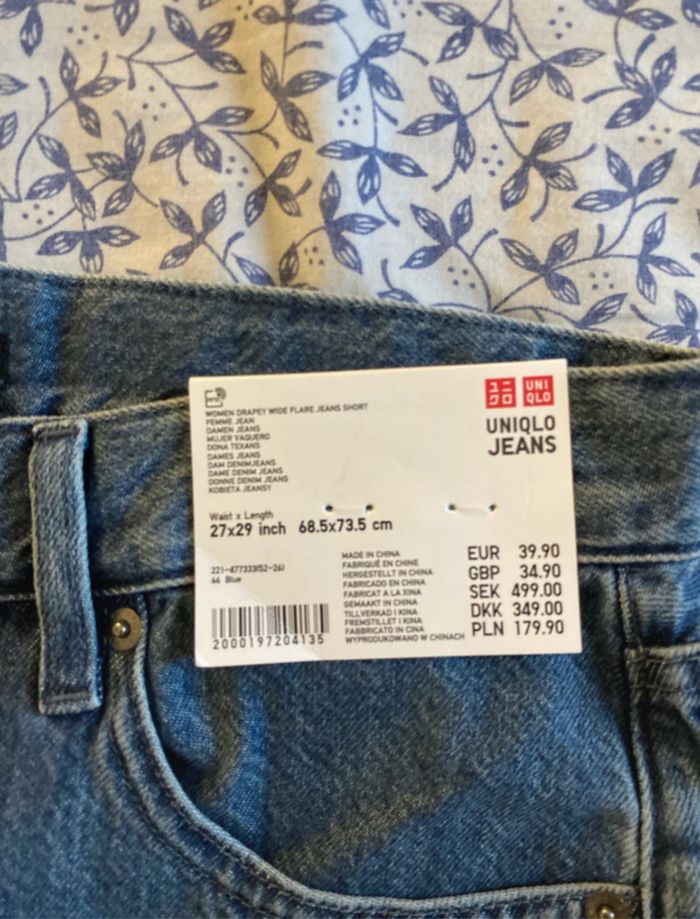 ユニ
クロ
UNI
QLO
UNIQLO
JEANS
WOMEN DRAPEY WIDE FLARE JEANS SHORT
FEMME JEAN
DAMEN JEANS
MUJER VAQUERO
DONA TEXANS
DAMES JEANS
DAM DENIMJEANS
DAME DENIM JEANS
DONNE DENIM JEANS
KOBIETA JEANSY
Waist x Length
27x29 inch 68.5x73.5 cm
221-477333(52-26)
66 Blue
2000197204135
MADE IN CHINA
FABRIQUÉ EN CHINE
HERGESTELLT IN CHINA
FABRICADO EN CHINA
FABRICAT A LA XINA
GEMAAKT IN CHINA
TILLVERKAD I KINA
FREMSTILLET I KINA
FABBRICATO IN CINA
WYPRODUKOWANO W CHINACH
EUR 39.90
GBP 34.90
SEK 499.00
DKK 349.00
PLN 179.90